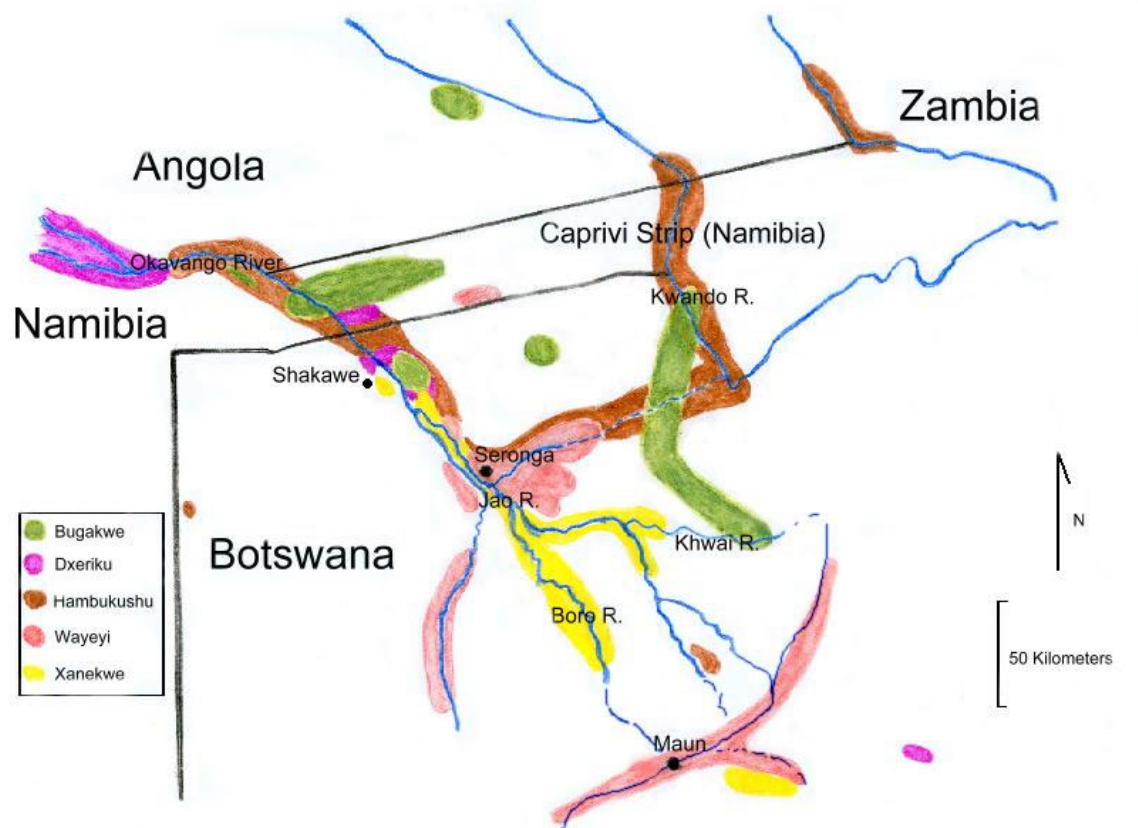 Zambia
Angola
Caprivi Strip (Namibia)
Okavango River
Kwando R.
Namibia
Shakawe
Seronga
Jao R.
N
Khwai R.
Botswana
Bugakwe
Dxeriku
Hambukushu
Wayeyi
Xanekwe
Boro R.
50 Kilometers
Maun